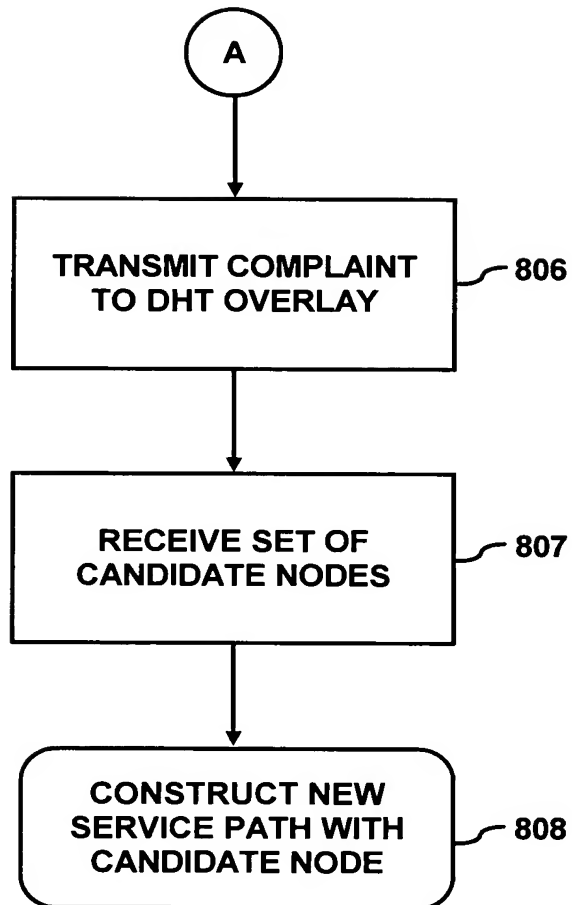 A
TRANSMIT COMPLAINT
TO DHT OVERLAY
806
RECEIVE SET OF
CANDIDATE NODES
807
CONSTRUCT NEW
SERVICE PATH WITH
CANDIDATE NODE
808